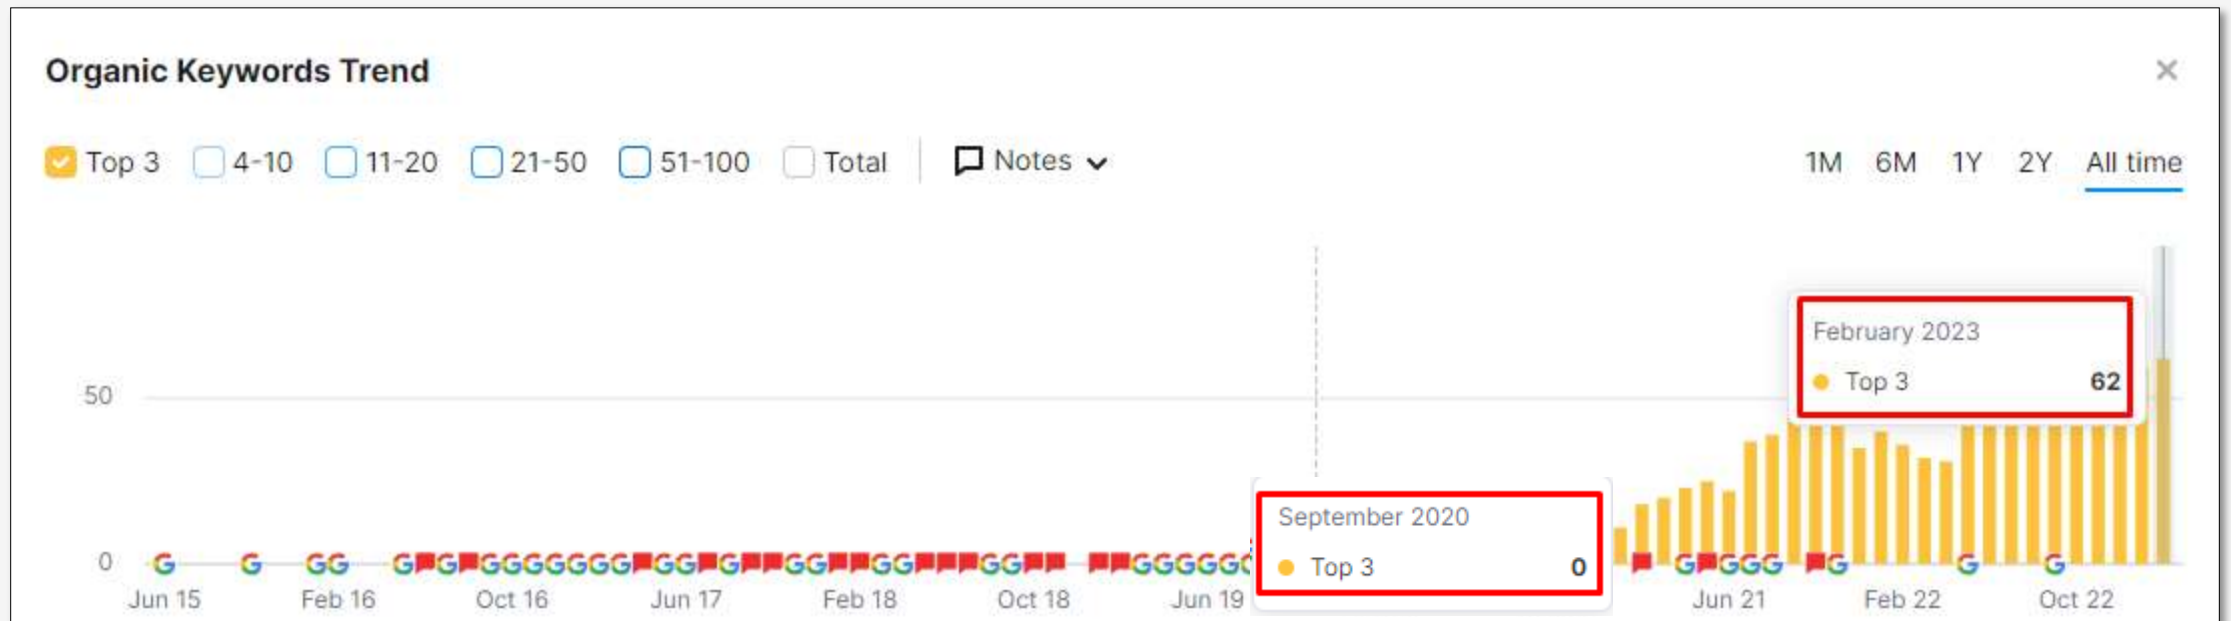 Organic Keywords Trend
Top 3 4-10 11-20 21-50 51-100 Total Notes 1M 6M 1Y 2Y All time
February 2023
Top 3 62
50
September 2020
Top 3 0
0
Jun 15 Feb 16 Oct 16 Jun 17 Feb 18 Oct 18 Jun 19 Jun 21 Feb 22 Oct 22